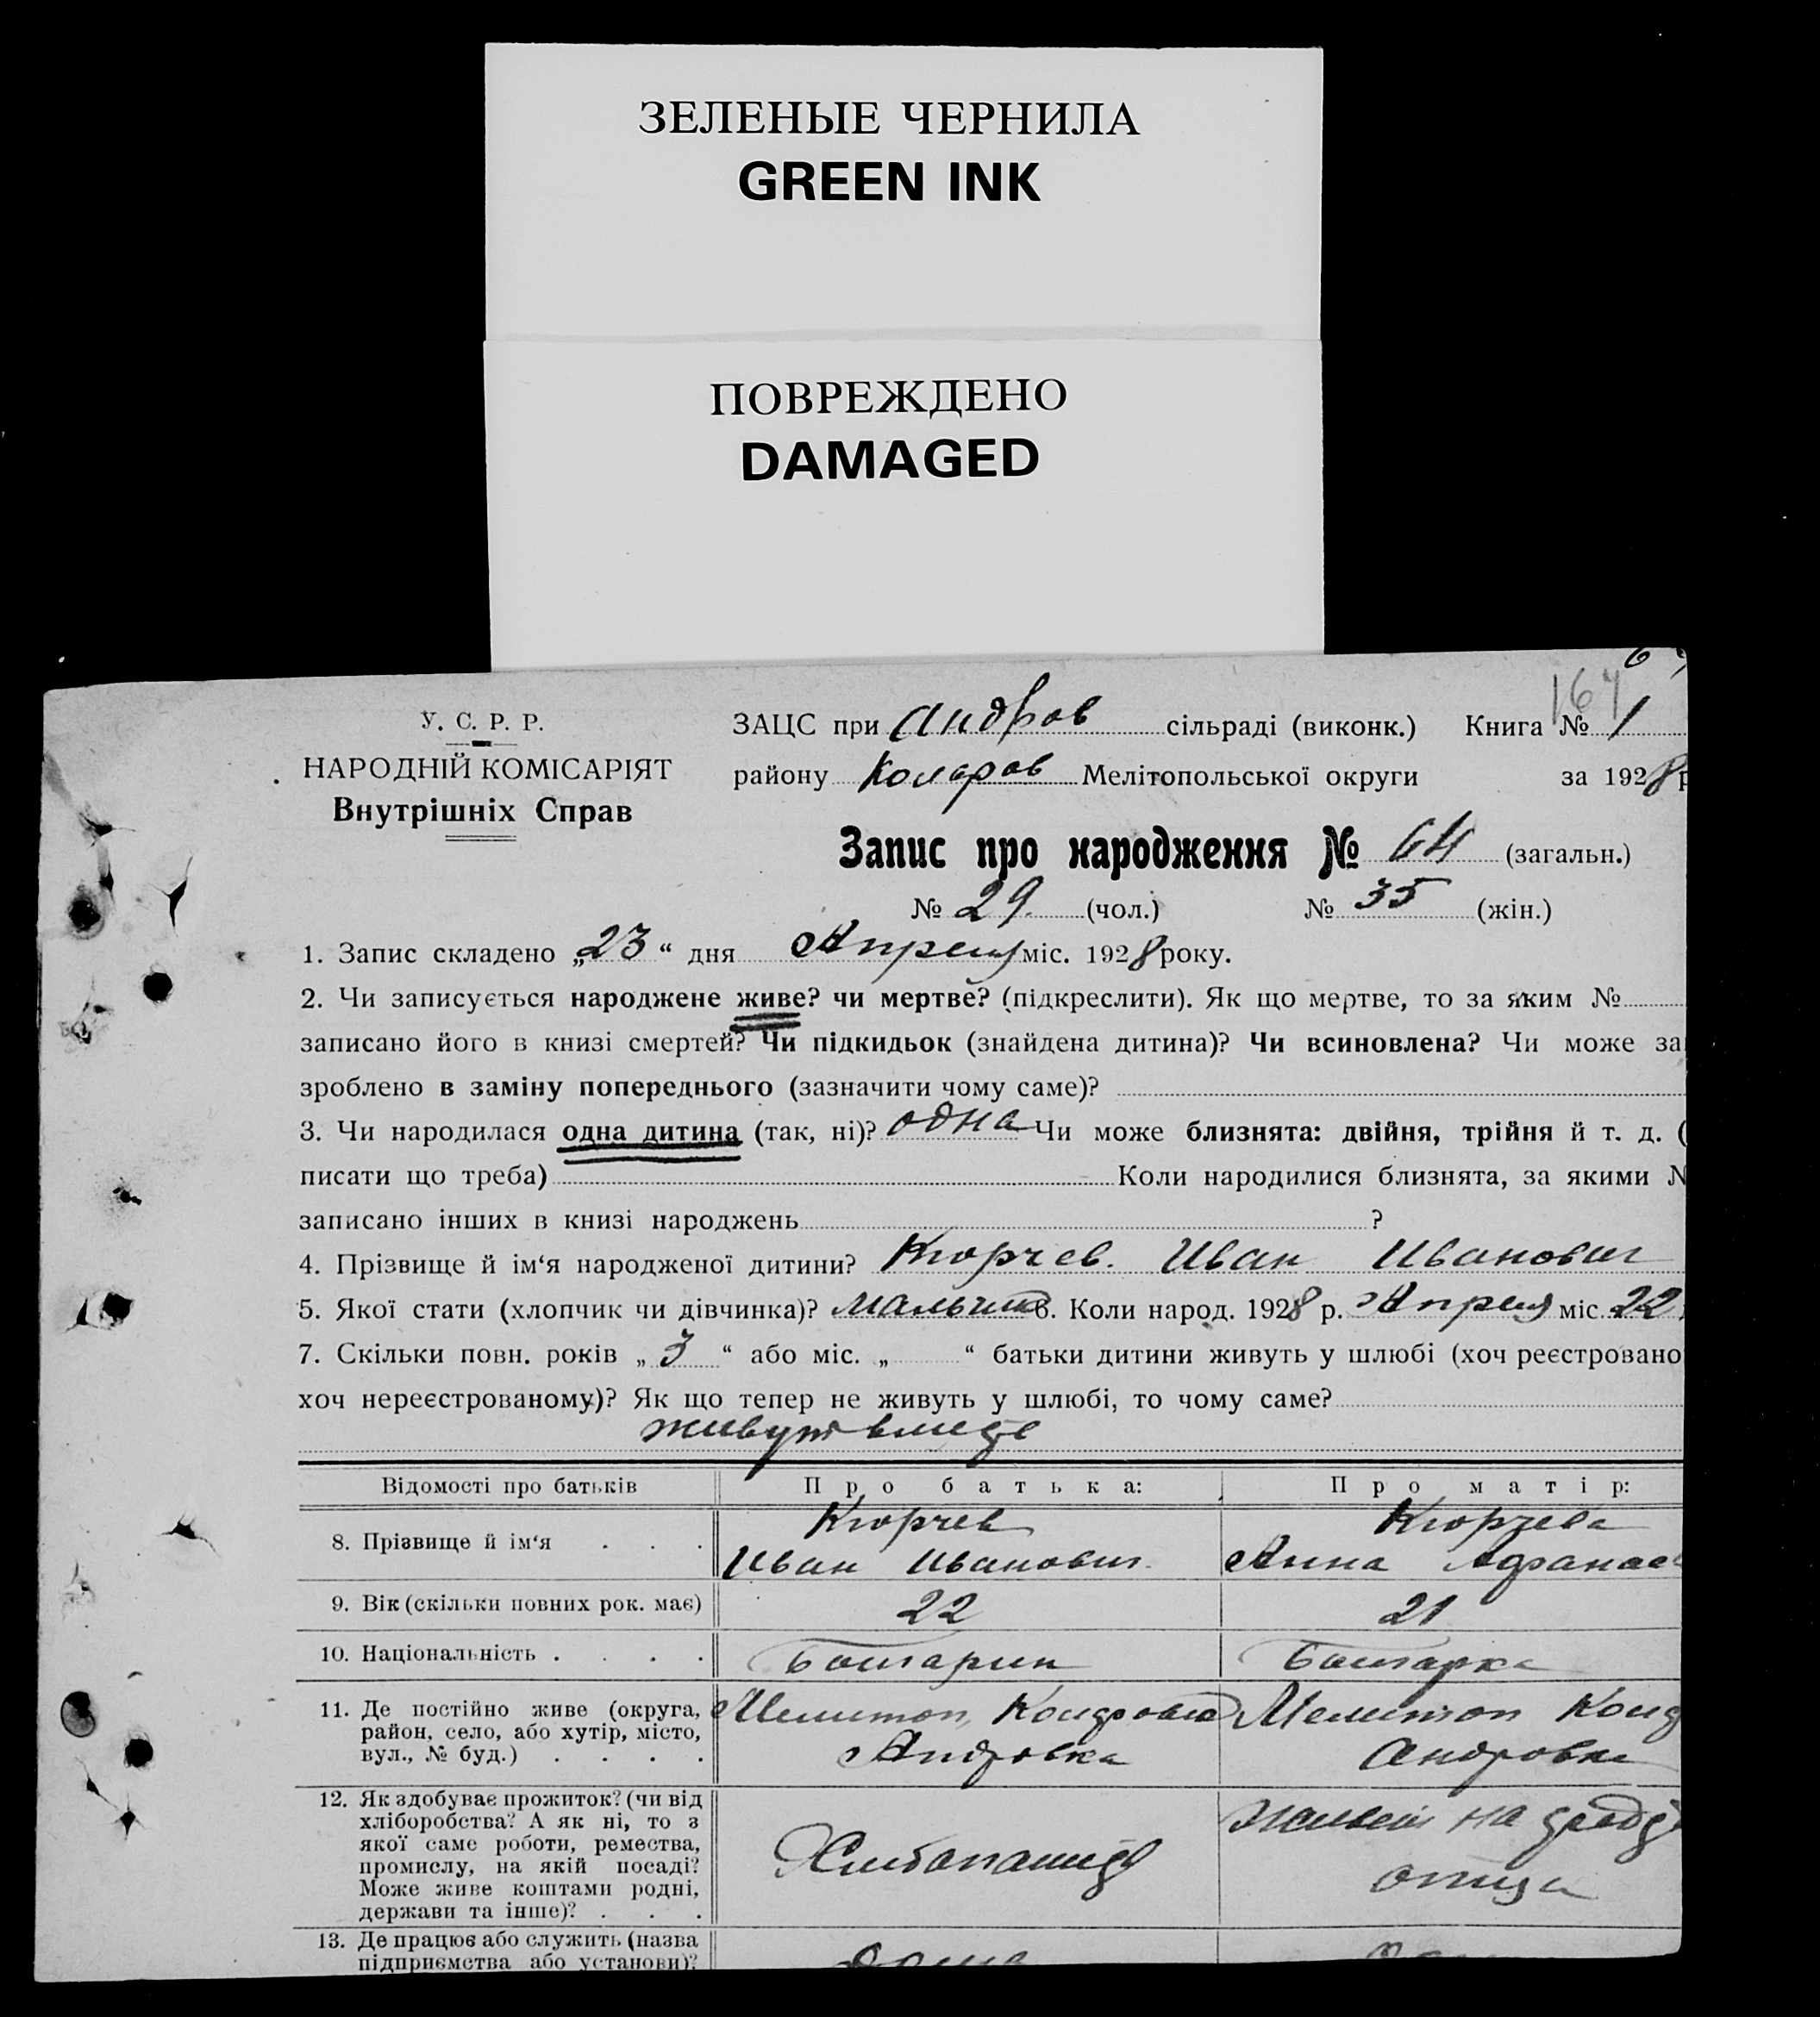 ЗЕЛЕНЫЕ ЧЕРНИЛА
GREEN INK
ПОВРЕЖДЕНО
DAMAGED
167
У. С. Р. Р.
НАРОДНІЙ КОМІСАРІЯТ
Внутрішніх Справ
ЗАЦС при Андров сільраді (виконк.) Книга № 1
району Коларов Мелітопольської округи за 1928 р
Запис про народження № 64 (загальн.)
№ 29 (чол.) № 35 (жін.)
1. Запис складено „23“ дня Апреля міс. 1928 року.
2. Чи записується народжене живе? чи мертве? (підкреслити). Як що мертве, то за яким №
записано його в книзі смертей? Чи підкидьок (знайдена дитина)? Чи всиновлена? Чи може за
зроблено в заміну попереднього (зазначити чому саме)?
3. Чи народилася одна дитина (так, ні)? одна Чи може близнята: двійня, трійня й т. д. (
писати що треба) Коли народилися близнята, за якими №
записано інших в книзі народжень ?
4. Прізвище й ім‘я народженої дитини? Кюрчев. Иван Иванович
5. Якої стати (хлопчик чи дівчинка)? Мальчик 6. Коли народ. 1928 р. Апреля міс. 22
7. Скільки повн. років „3“ або міс. „ “ батьки дитини живуть у шлюбі (хоч реєстровано
хоч нереєстрованому)? Як що тепер не живуть у шлюбі, то чому саме?
живут вмисте
Відомості про батьків Про батька: Про матір:
8. Прізвище й ім‘я . . . Кюрчев Иван Иванович Кюрчева Анна Афанас
9. Вік (скільки повних рок. має) 22 21
10. Національність . . . . Болгарин Болгарка
11. Де постійно живе (округа,
район, село, або хутір, місто,
вул., № буд.) . . . .
Мелитоп, Андровка
Мелитоп Андровка
12. Як здобуває прожиток? (чи від
хліборобства? А як ні, то з
якої саме роботи, ремества,
промислу, на якій посаді?
Може живе коштами родні,
держави та інше)? . . .
на
13. Де працює або служить (назва
підприємства або установи)?